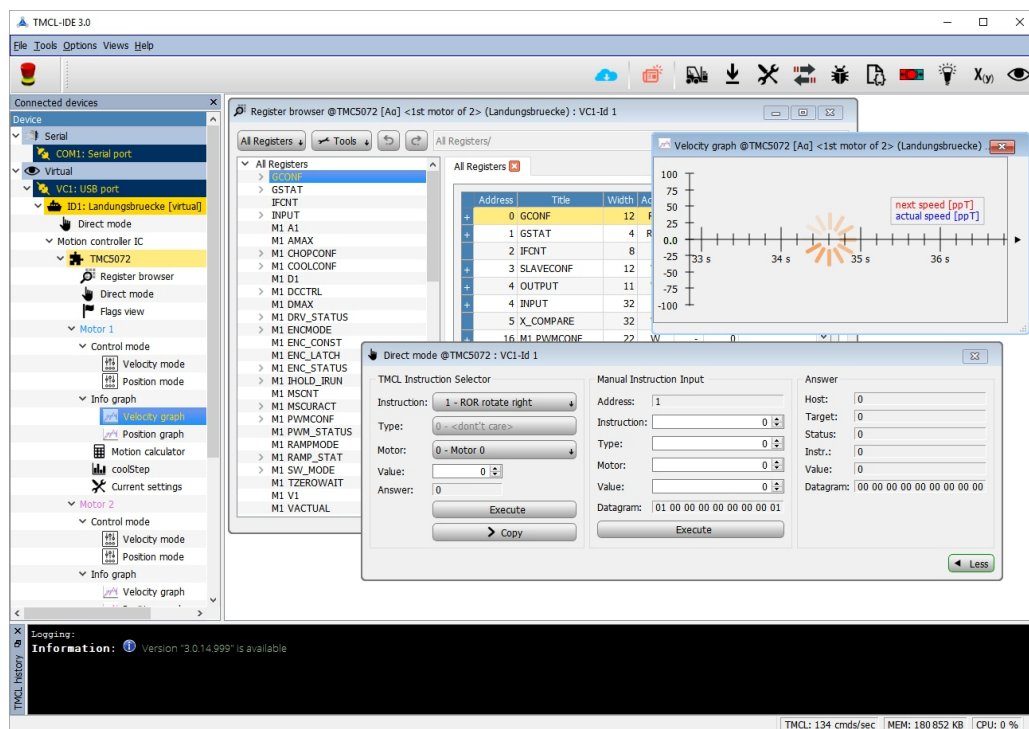 TMCL-IDE 3.0
File Tools Options Views Help
X(y)
Connected devices
Device
Serial
COM1: Serial port
Virtual
VC1: USB port
ID1: Landungsbruecke [virtual]
Direct mode
Motion controller IC
TMC5072
Register browser
Direct mode
Flags view
Motor 1
Control mode
Velocity mode
Position mode
Info graph
Velocity graph
Position graph
Motion calculator
coolStep
Current settings
Motor 2
Control mode
Velocity mode
Position mode
Info graph
Velocity graph
Register browser @TMC5072 [Aq] <1st motor of 2> (Landungsbruecke) : VC1-Id 1
All Registers Tools All Registers/
All Registers
GCONF
GSTAT
IFCNT
INPUT
M1 A1
M1 AMAX
M1 CHOPCONF
M1 COOLCONF
M1 D1
M1 DCCTRL
M1 DMAX
M1 DRV_STATUS
M1 ENCMODE
M1 ENC_CONST
M1 ENC_LATCH
M1 ENC_STATUS
M1 IHOLD_IRUN
M1 MSCNT
M1 MSCURACT
M1 PWMCONF
M1 PWM_STATUS
M1 RAMPMODE
M1 RAMP_STAT
M1 SW_MODE
M1 TZEROWAIT
M1 V1
M1 VACTUAL
All Registers
Address Title Width
0 GCONF 12
1 GSTAT 4
2 IFCNT 8
3 SLAVECONF 12
4 OUTPUT 11
4 INPUT 32
5 X_COMPARE 32
16 M1 PWMCONF 22 W - 0
Velocity graph @TMC5072 [Aq] <1st motor of 2> (Landungsbruecke) ...
100
75
50
25
0.0
-25
-50
-75
-100
33 s 34 s 35 s 36 s
next speed [ppT]
actual speed [ppT]
Direct mode @TMC5072 : VC1-Id 1
TMCL Instruction Selector
Instruction: 1 - ROR rotate right
Type: 0 - <don't care>
Motor: 0 - Motor 0
Value: 0
Answer: 0
Execute
Copy
Manual Instruction Input
Address: 1
Instruction: 0
Type: 0
Motor: 0
Value: 0
Datagram: 01 00 00 00 00 00 00 00 01
Execute
Answer
Host: 0
Target: 0
Status: 0
Instr.: 0
Value: 0
Datagram: 00 00 00 00 00 00 00 00 00
Less
TMCL history
Logging:
Information: Version "3.0.14.999" is available
TMCL: 134 cmds/sec MEM: 180 852 KB CPU: 0 %